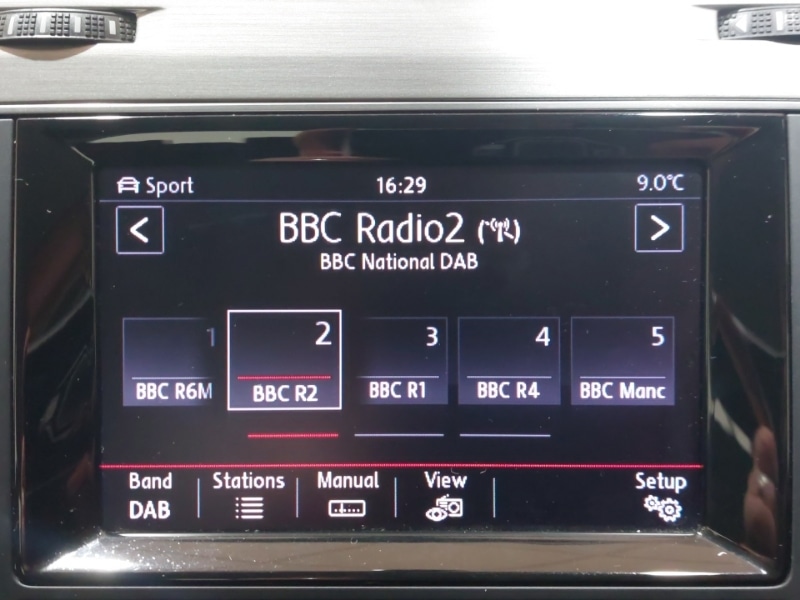 Sport 16:29 9.0°C
< BBC Radio2 >
BBC National DAB
1 2 3 4 5
BBC R6M BBC R2 BBC R1 BBC R4 BBC Manc
Band Stations Manual View Setup
DAB